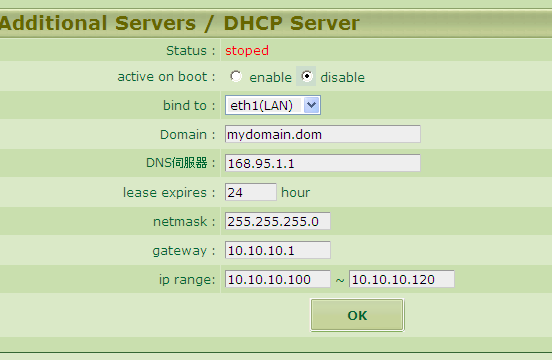 Additional Servers / DHCP Server
Status : stoped
active on boot : enable disable
bind to : eth1(LAN)
Domain : mydomain.dom
DNS伺服器 : 168.95.1.1
lease expires : 24 hour
netmask : 255.255.255.0
gateway : 10.10.10.1
ip range: 10.10.10.100 ~ 10.10.10.120
OK